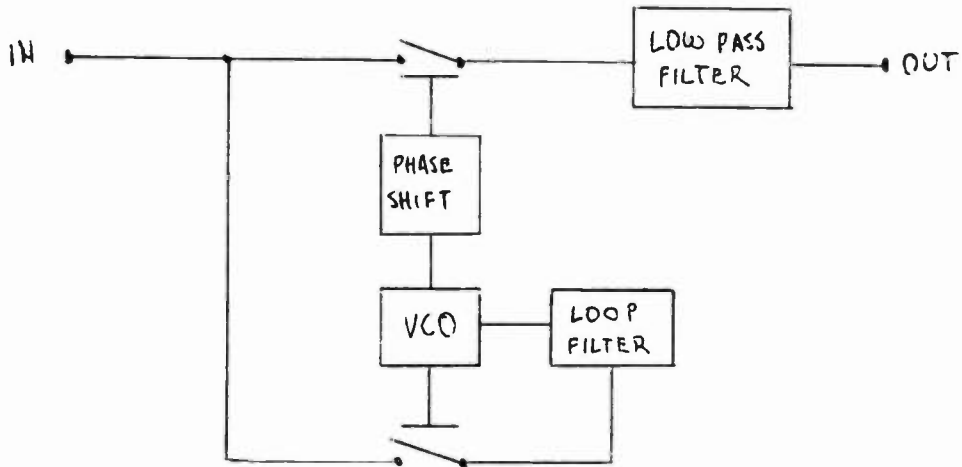 IN
LOW PASS
FILTER
OUT
PHASE
SHIFT
VCO
LOOP
FILTER